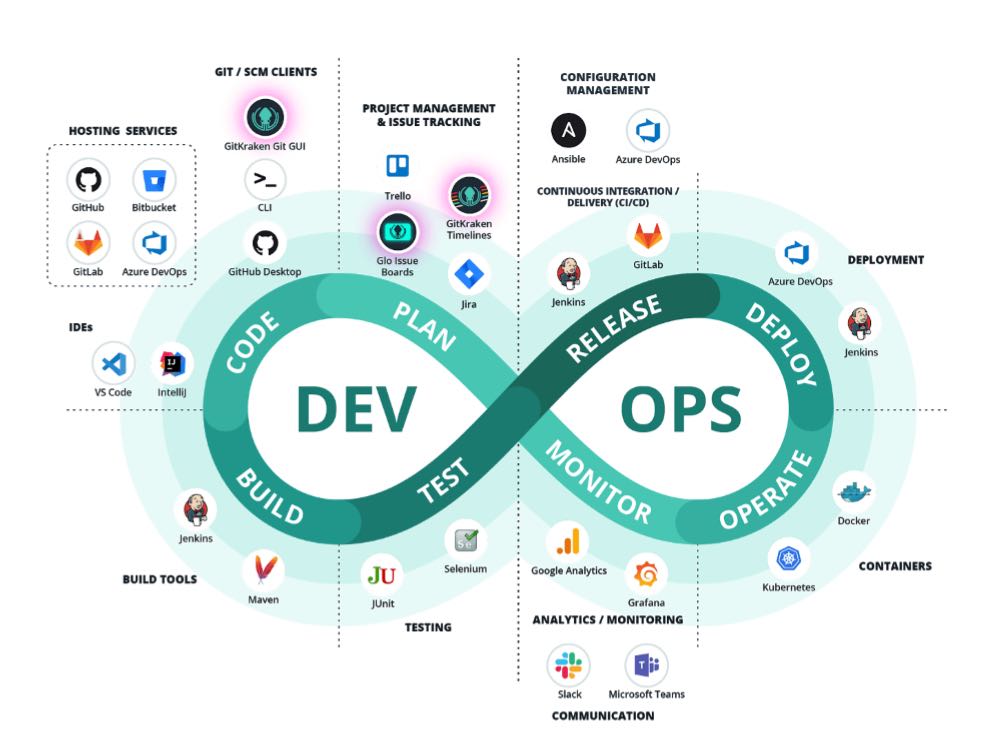 GIT / SCM CLIENTS
GitKraken Git GUI
CLI
GitHub Desktop
HOSTING SERVICES
GitHub
Bitbucket
GitLab
Azure DevOps
IDEs
VS Code
IntelliJ
PROJECT MANAGEMENT
& ISSUE TRACKING
Trello
GitKraken
Timelines
Glo Issue
Boards
Jira
CONFIGURATION
MANAGEMENT
Ansible
Azure DevOps
CONTINUOUS INTEGRATION /
DELIVERY (CI/CD)
GitLab
Jenkins
Azure DevOps
DEPLOYMENT
Jenkins
CODE
PLAN
RELEASE
DEPLOY
DEV
OPS
BUILD
TEST
MONITOR
OPERATE
Jenkins
BUILD TOOLS
Maven
JU
JUnit
Se
Selenium
TESTING
Google Analytics
Grafana
ANALYTICS / MONITORING
Docker
Kubernetes
CONTAINERS
Slack
T
Microsoft Teams
COMMUNICATION
>_
IJ
A